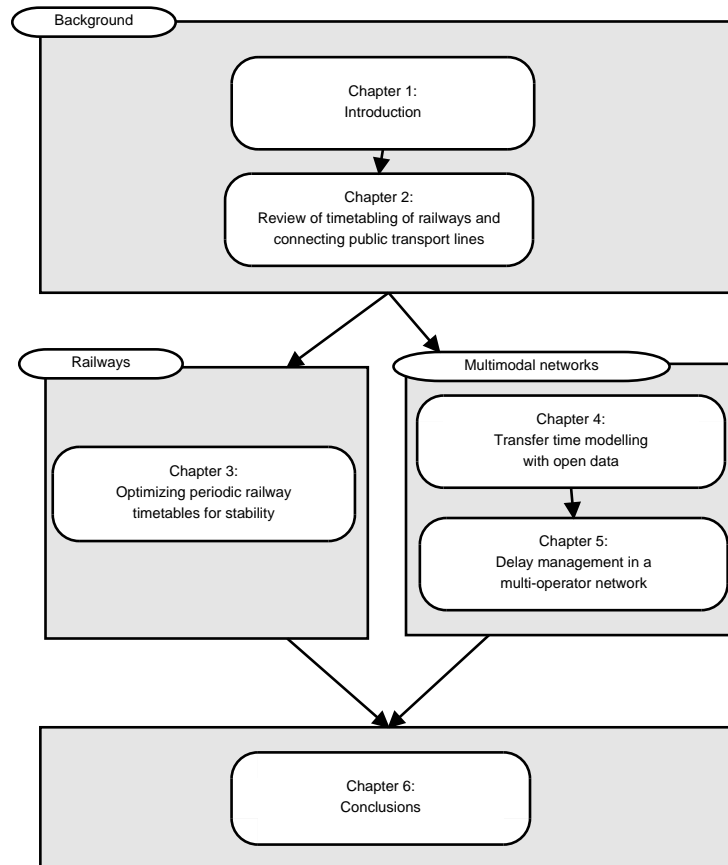 Background
Chapter 1:
Introduction
Chapter 2:
Review of timetabling of railways and
connecting public transport lines
Railways
Chapter 3:
Optimizing periodic railway
timetables for stability
Multimodal networks
Chapter 4:
Transfer time modelling
with open data
Chapter 5:
Delay management in a
multi-operator network
Chapter 6:
Conclusions